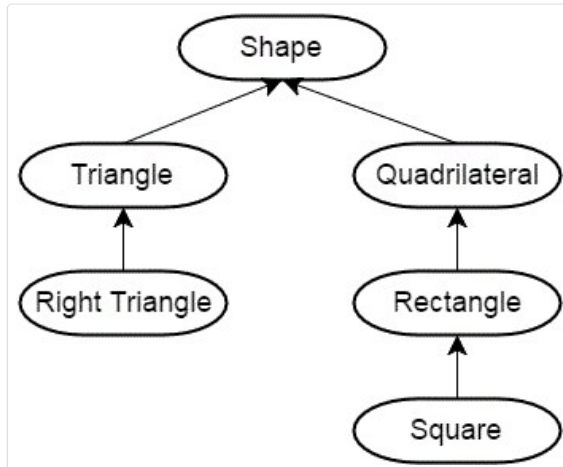 Shape
Triangle
Quadrilateral
Right Triangle
Rectangle
Square